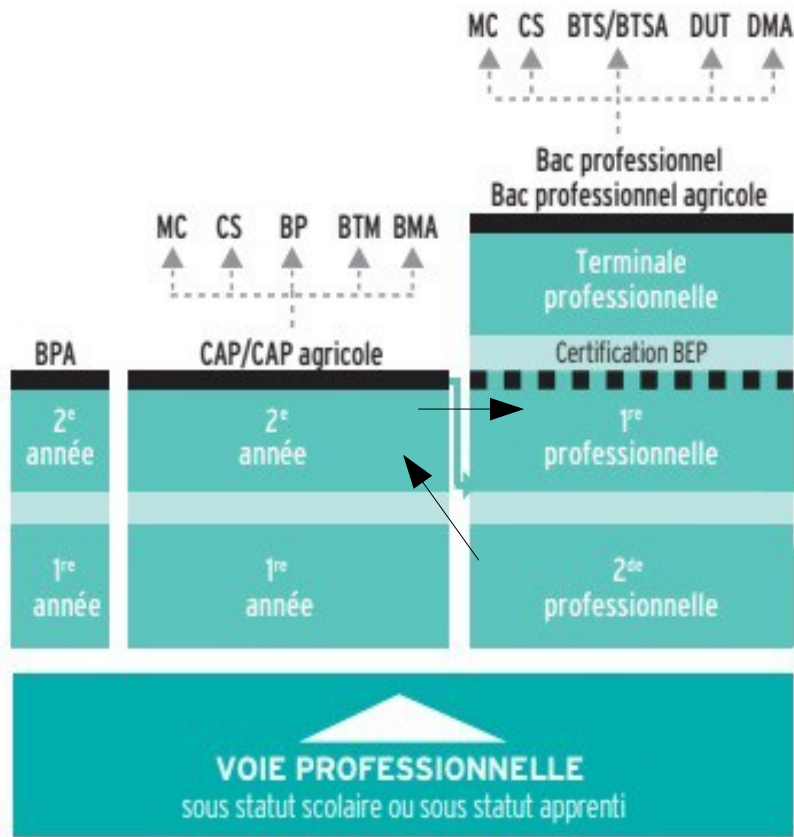 MC CS BTS/BTSA DUT DMA
Bac professionnel
Bac professionnel agricole
MC CS BP BTM BMA
Terminale
professionnelle
BPA
CAP/CAP agricole
Certification BEP
2e
année
2e
année
1re
professionnelle
1re
année
1re
année
2de
professionnelle
VOIE PROFESSIONNELLE
sous statut scolaire ou sous statut apprenti